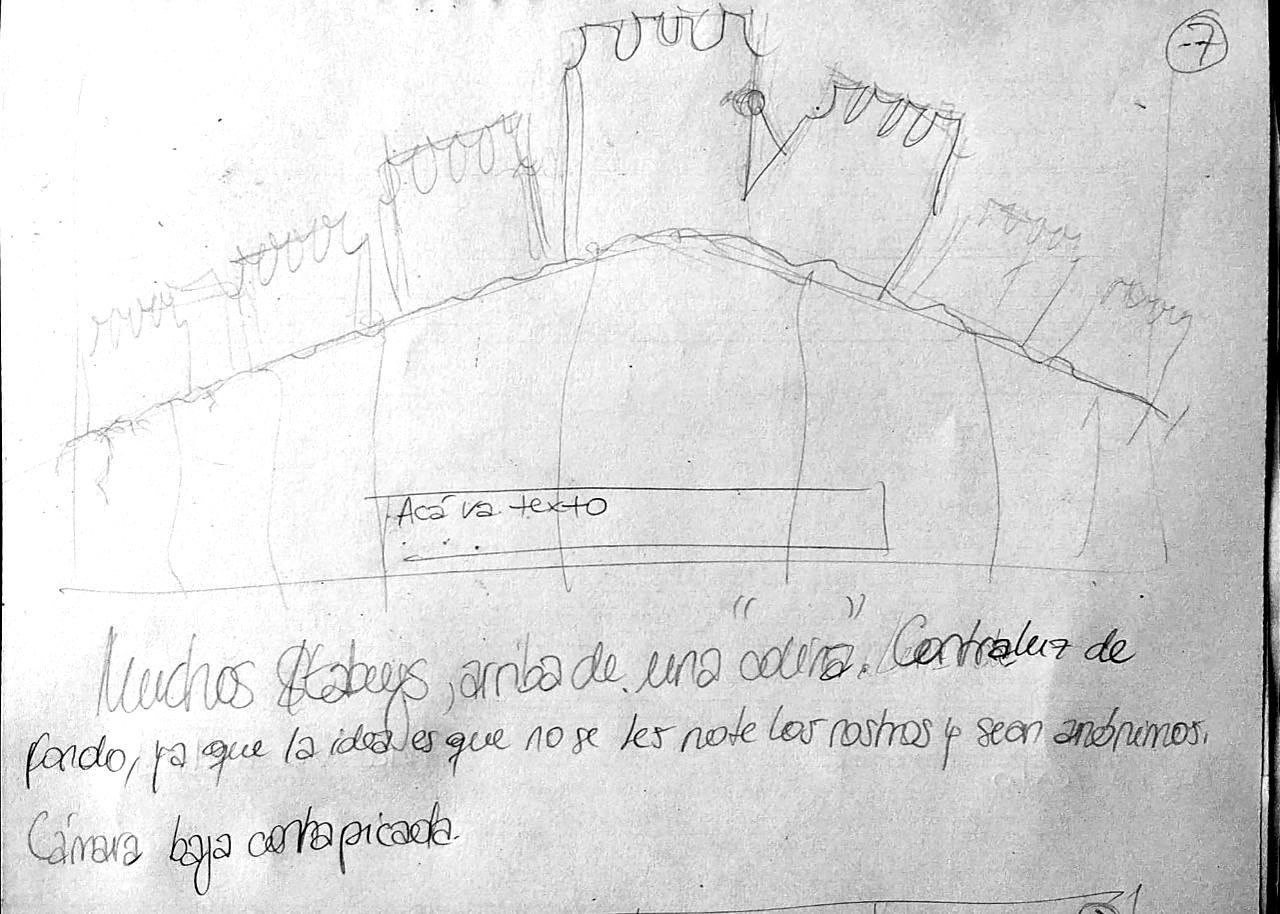 -7
Acá va texto
Muchos Stabeys, arriba de una "colina". Contraluz de
fondo, ya que la idea es que no se les note los rostros y sean anónimos.
Cámara baja contrapicada.